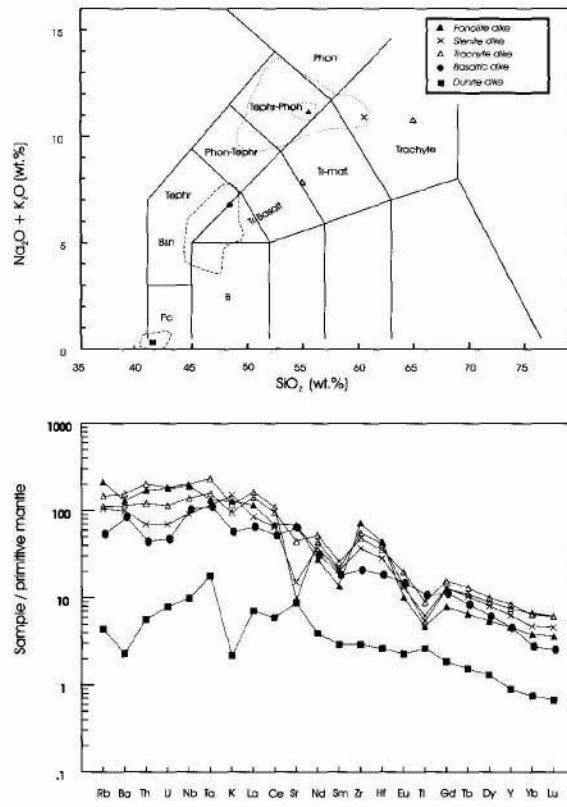 Fonolite dike
Sienite dike
Trachyte dike
Basaltic dike
Dunite dike
Phon
Tephr-Phon
Phon-Tephr
Trachyte
Tephr
Tr-maf.
Tr Basalt
Bsn
B
Pc
Na₂O + K₂O (wt.%)
15
10
5
0
35 40 45 50 55 60 65 70 75
SiO₂ (wt.%)
Sample / primitive mantle
1000
100
10
1
.1
Rb Ba Th U Nb Ta K La Ce Sr Nd Sm Zr Hf Eu Ti Gd Tb Dy Y Yb Lu